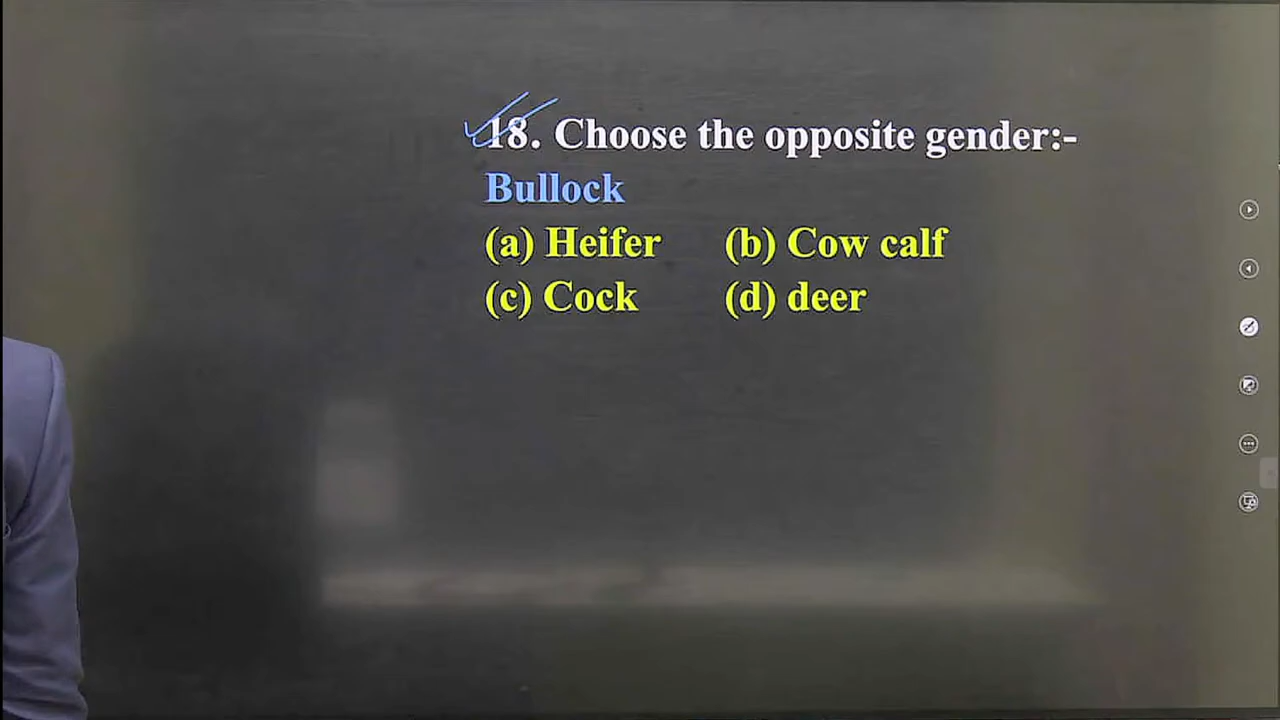 18. Choose the opposite gender:-
Bullock
(a) Heifer (b) Cow calf
(c) Cock (d) deer